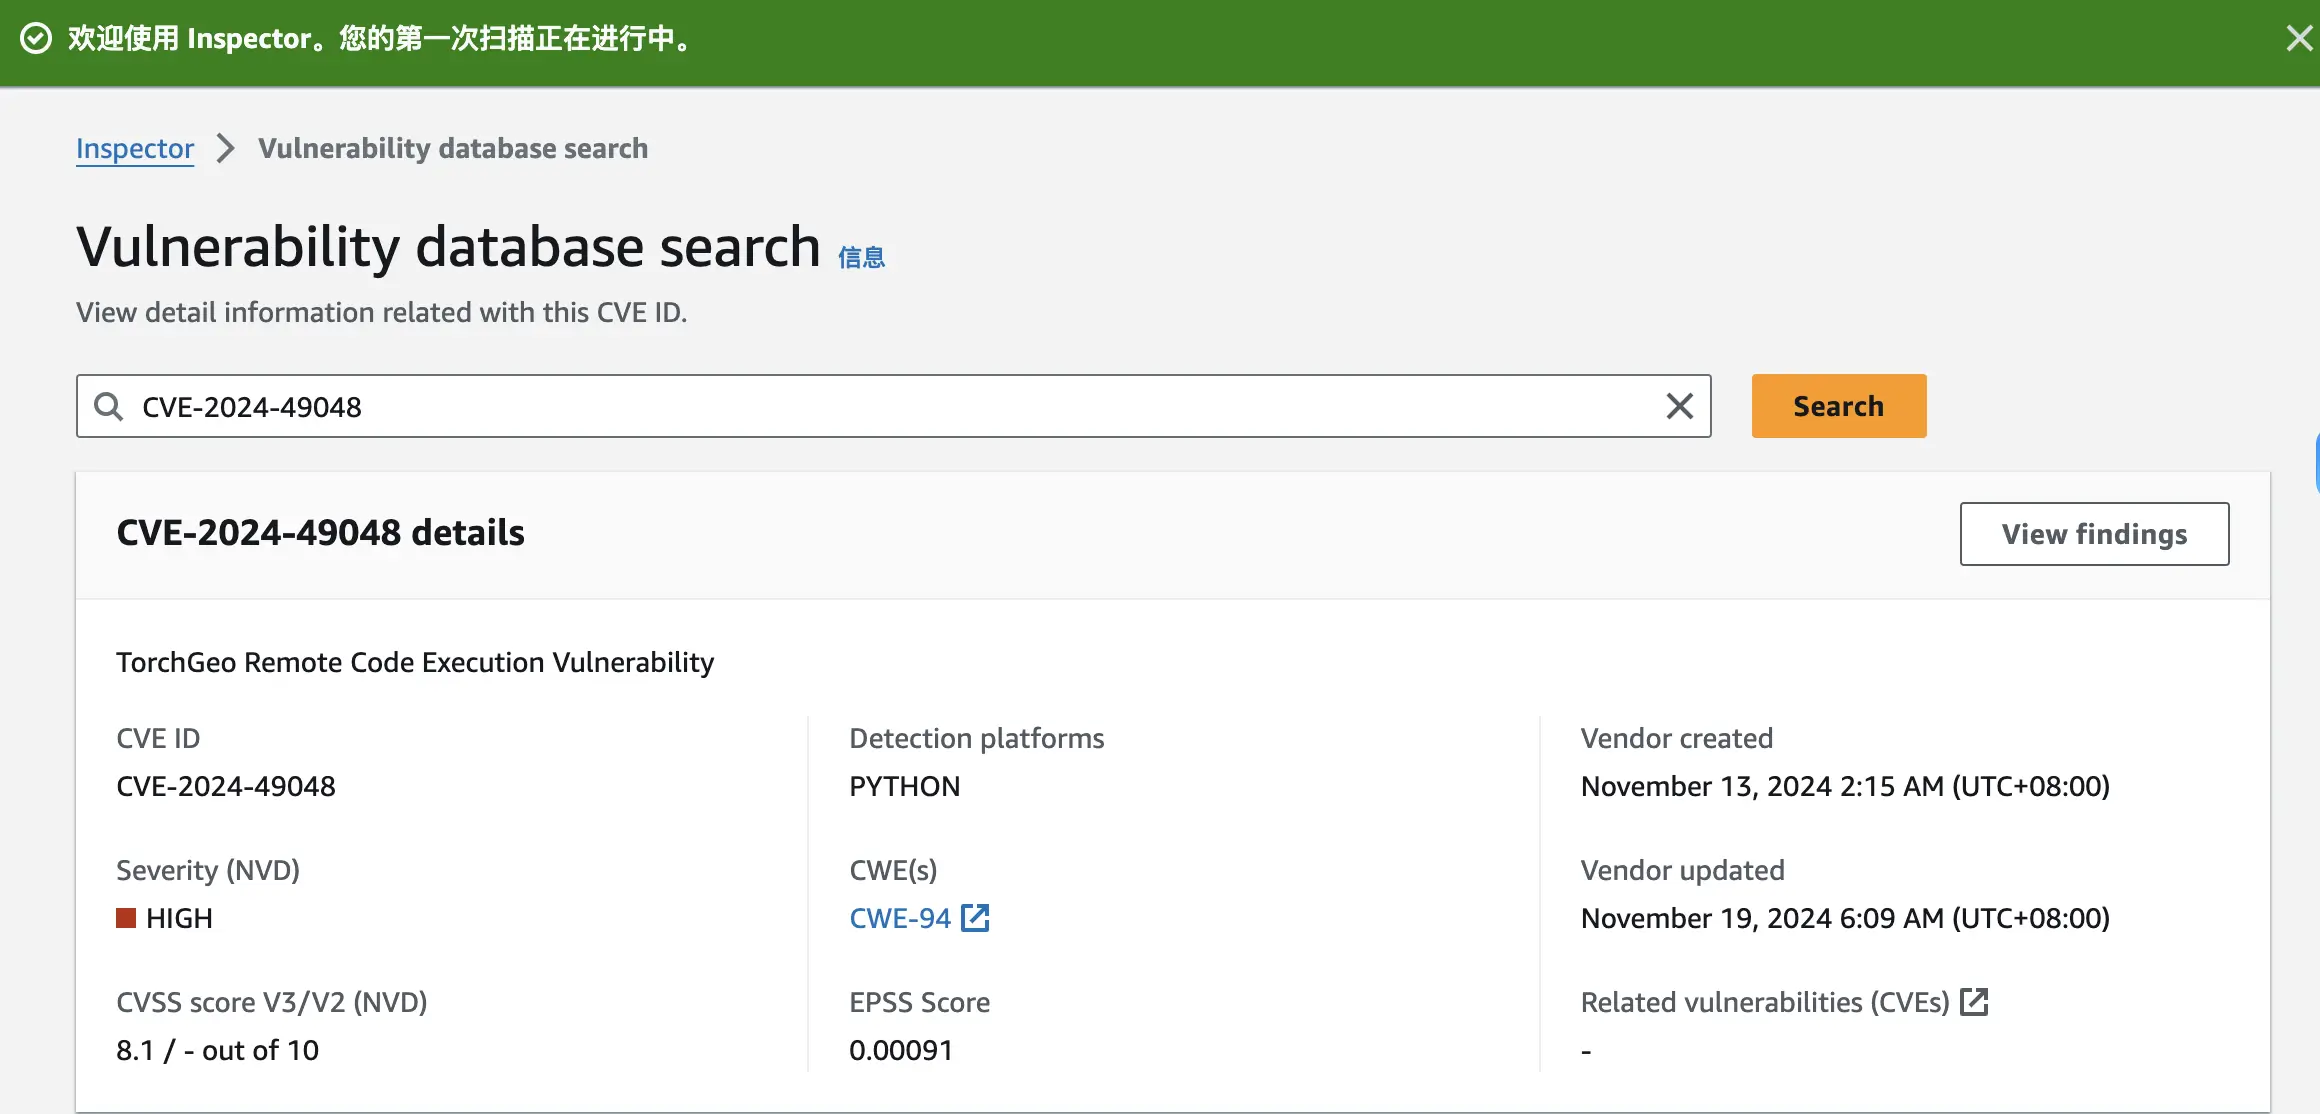 欢迎使用 Inspector。您的第一次扫描正在进行中。
Inspector > Vulnerability database search
Vulnerability database search 信息
View detail information related with this CVE ID.
CVE-2024-49048
Search
CVE-2024-49048 details
View findings
TorchGeo Remote Code Execution Vulnerability
CVE ID
CVE-2024-49048
Severity (NVD)
HIGH
CVSS score V3/V2 (NVD)
8.1 / - out of 10
Detection platforms
PYTHON
CWE(s)
CWE-94
EPSS Score
0.00091
Vendor created
November 13, 2024 2:15 AM (UTC+08:00)
Vendor updated
November 19, 2024 6:09 AM (UTC+08:00)
Related vulnerabilities (CVEs)
-